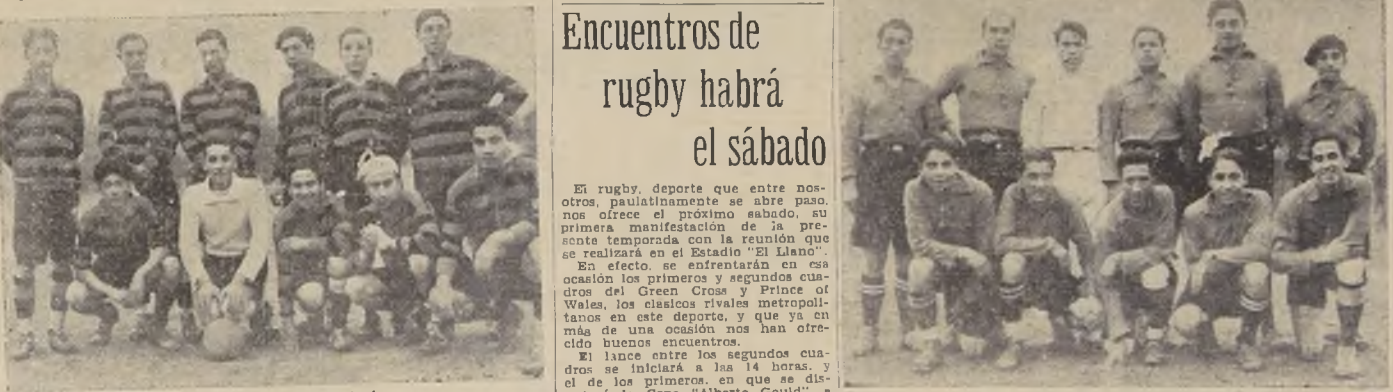 Encuentros de
rugby habrá
el sábado
El rugby, deporte que entre nos-
otros, paulatinamente se abre paso,
nos ofrece el próximo sabado, su
primera manifestación de la pre-
sente temporada con la reunión que
se realizará en el Estadio "El Llano".
En efecto, se enfrentarán en esa
ocasión los primeros y segundos cua-
dros del Green Cross y Prince of
Wales, los clasicos rivales metropoli-
tanos en este deporte, y que ya en
más de una ocasión nos han ofre-
cido buenos encuentros.
El lance entre los segundos cua-
dros se iniciará a las 14 horas, y
el de los primeros, en que se dis-
Copa "Alberto Gould",